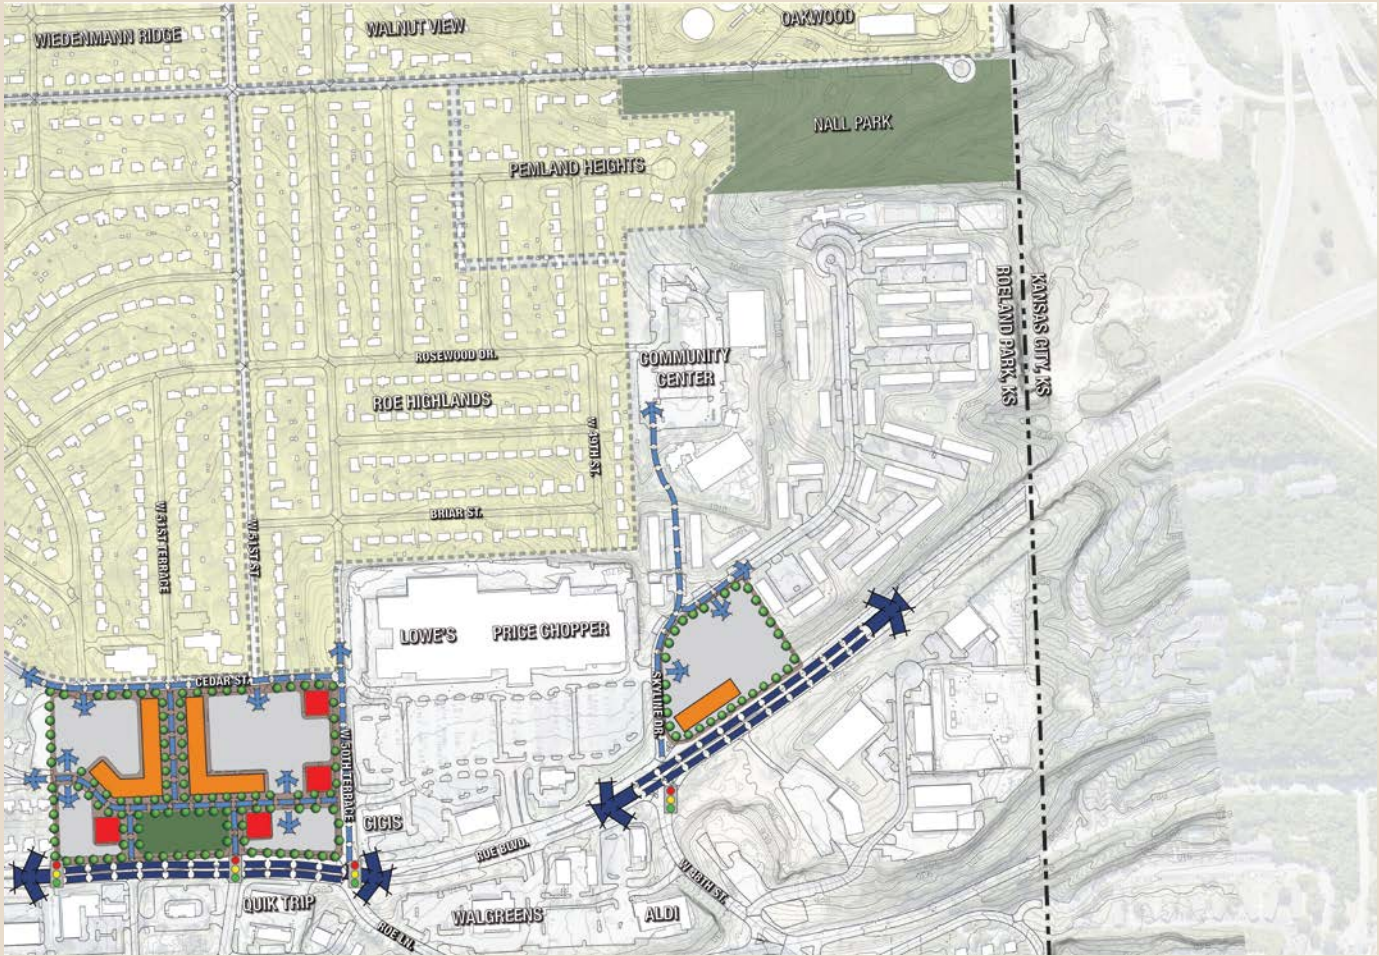 OAKWOOD
WIEDENMANN RIDGE
WALNUT VIEW
NALL PARK
PEMLAND HEIGHTS
KANSAS CITY, KS
ROELAND PARK, KS
ROSEWOOD DR.
COMMUNITY
CENTER
ROE HIGHLANDS
W 49TH ST.
BRIAR ST.
W 51ST TERRACE
W 51ST ST.
LOWE'S
PRICE CHOPPER
CEDAR ST.
SKYLINE DR.
W 50TH TERRACE
CICIS
ROE BLVD.
W 48TH ST.
QUIK TRIP
WALGREENS
ALDI
ROE LN.